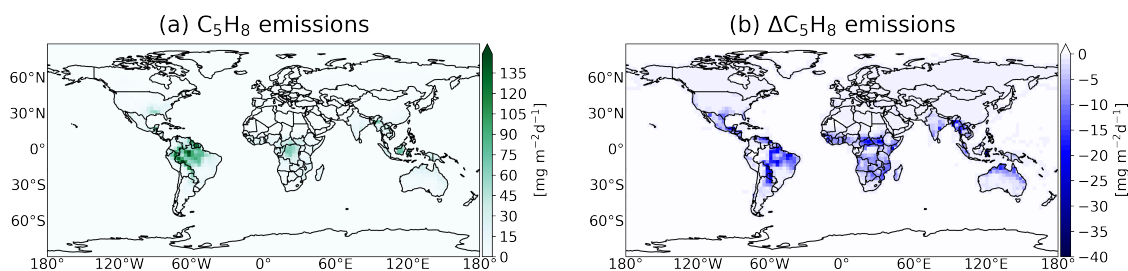 (a) C₅H₈ emissions
60°N
30°N
0°
30°S
60°S
180°
120°W
60°W
0°
60°E
120°E
180°
135
120
105
90
75
60
45
30
15
0
[mg m⁻²d⁻¹]
(b) ΔC₅H₈ emissions
60°N
30°N
0°
30°S
60°S
180°
120°W
60°W
0°
60°E
120°E
180°
0
−5
−10
−15
−20
−25
−30
−35
−40
[mg m⁻²d⁻¹]